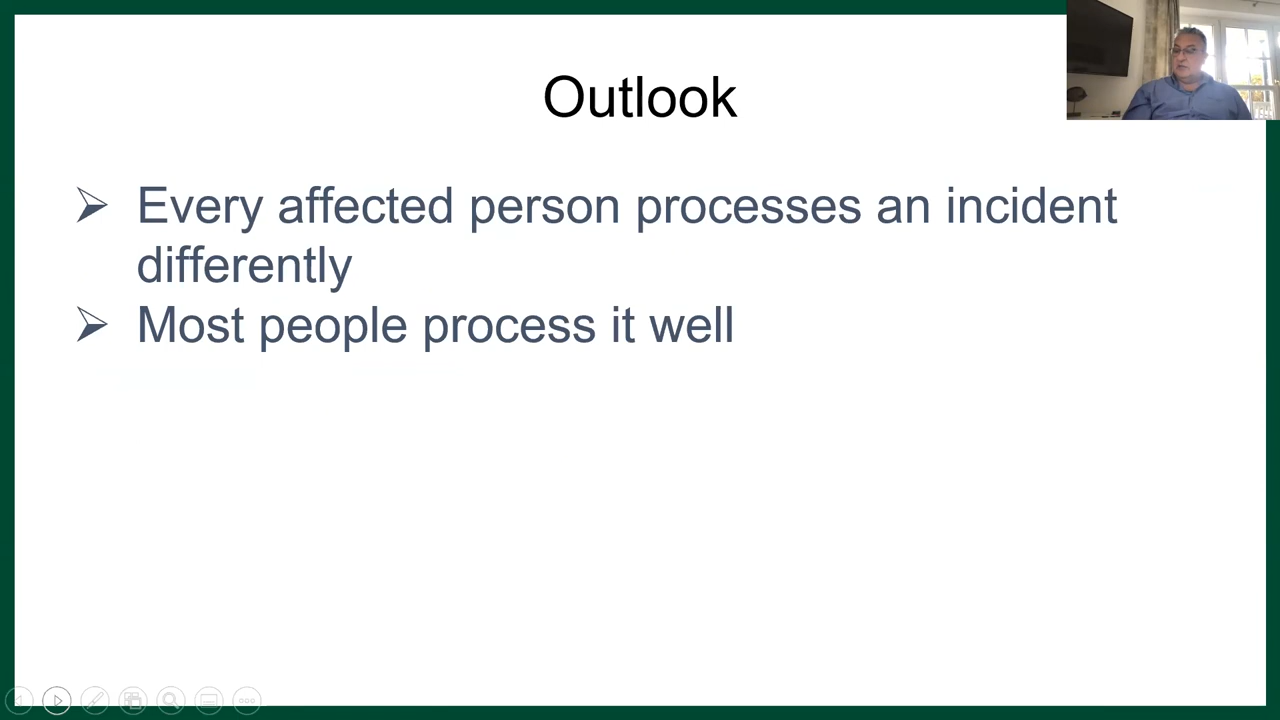 Outlook
➢ Every affected person processes an incident
differently
➢ Most people process it well